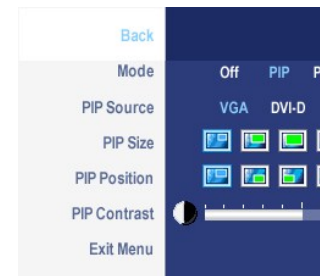 Back
Mode Off PIP P
PIP Source VGA DVI-D
PIP Size
PIP Position
PIP Contrast
Exit Menu